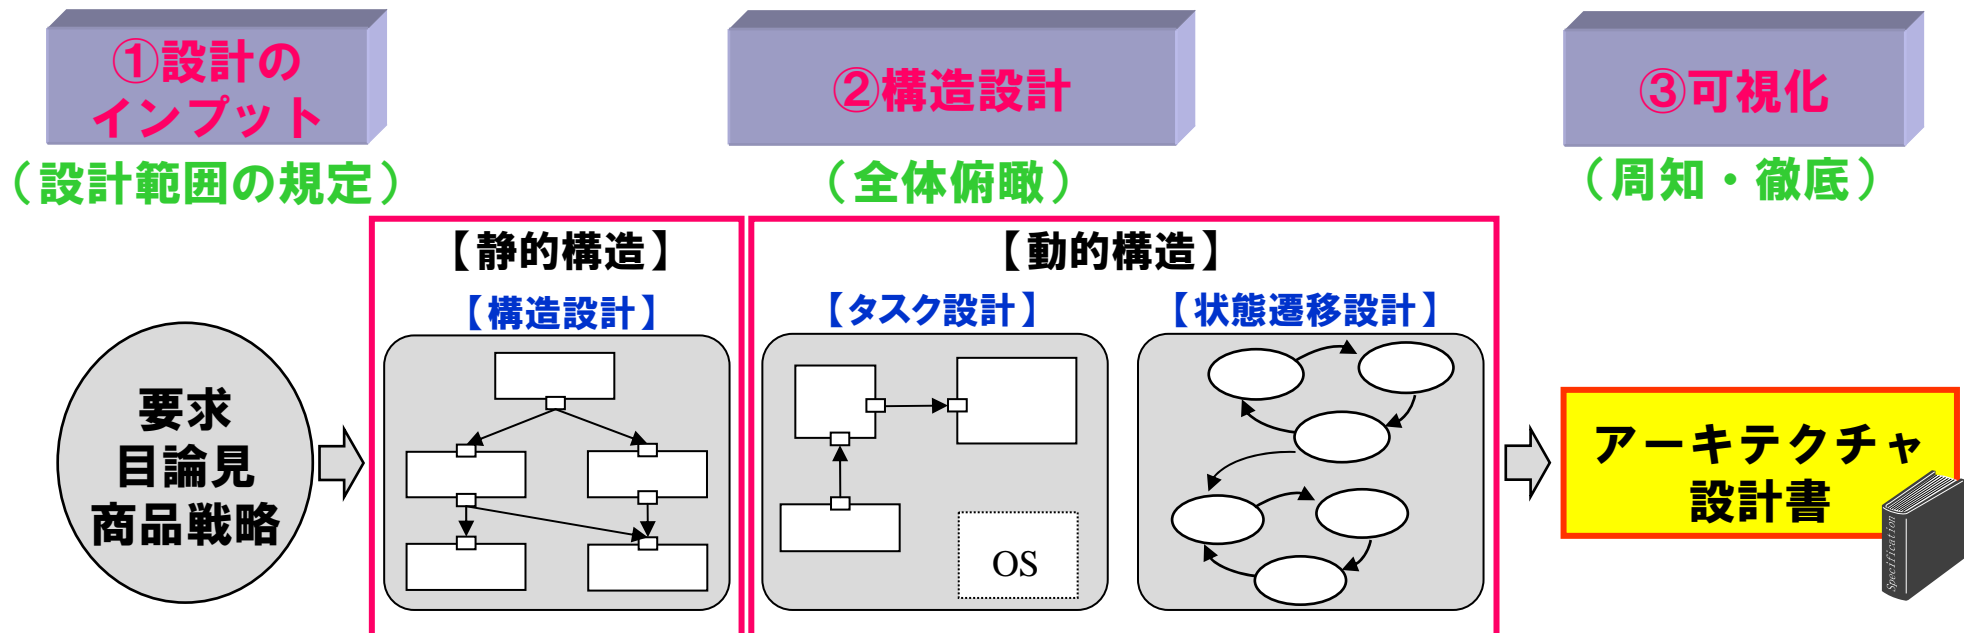 ①設計の
インプット
②構造設計
③可視化
（設計範囲の規定）
（全体俯瞰）
（周知・徹底）
【静的構造】
【動的構造】
【構造設計】
【タスク設計】
【状態遷移設計】
要求
目論見
商品戦略
OS
アーキテクチャ
設計書
Specification